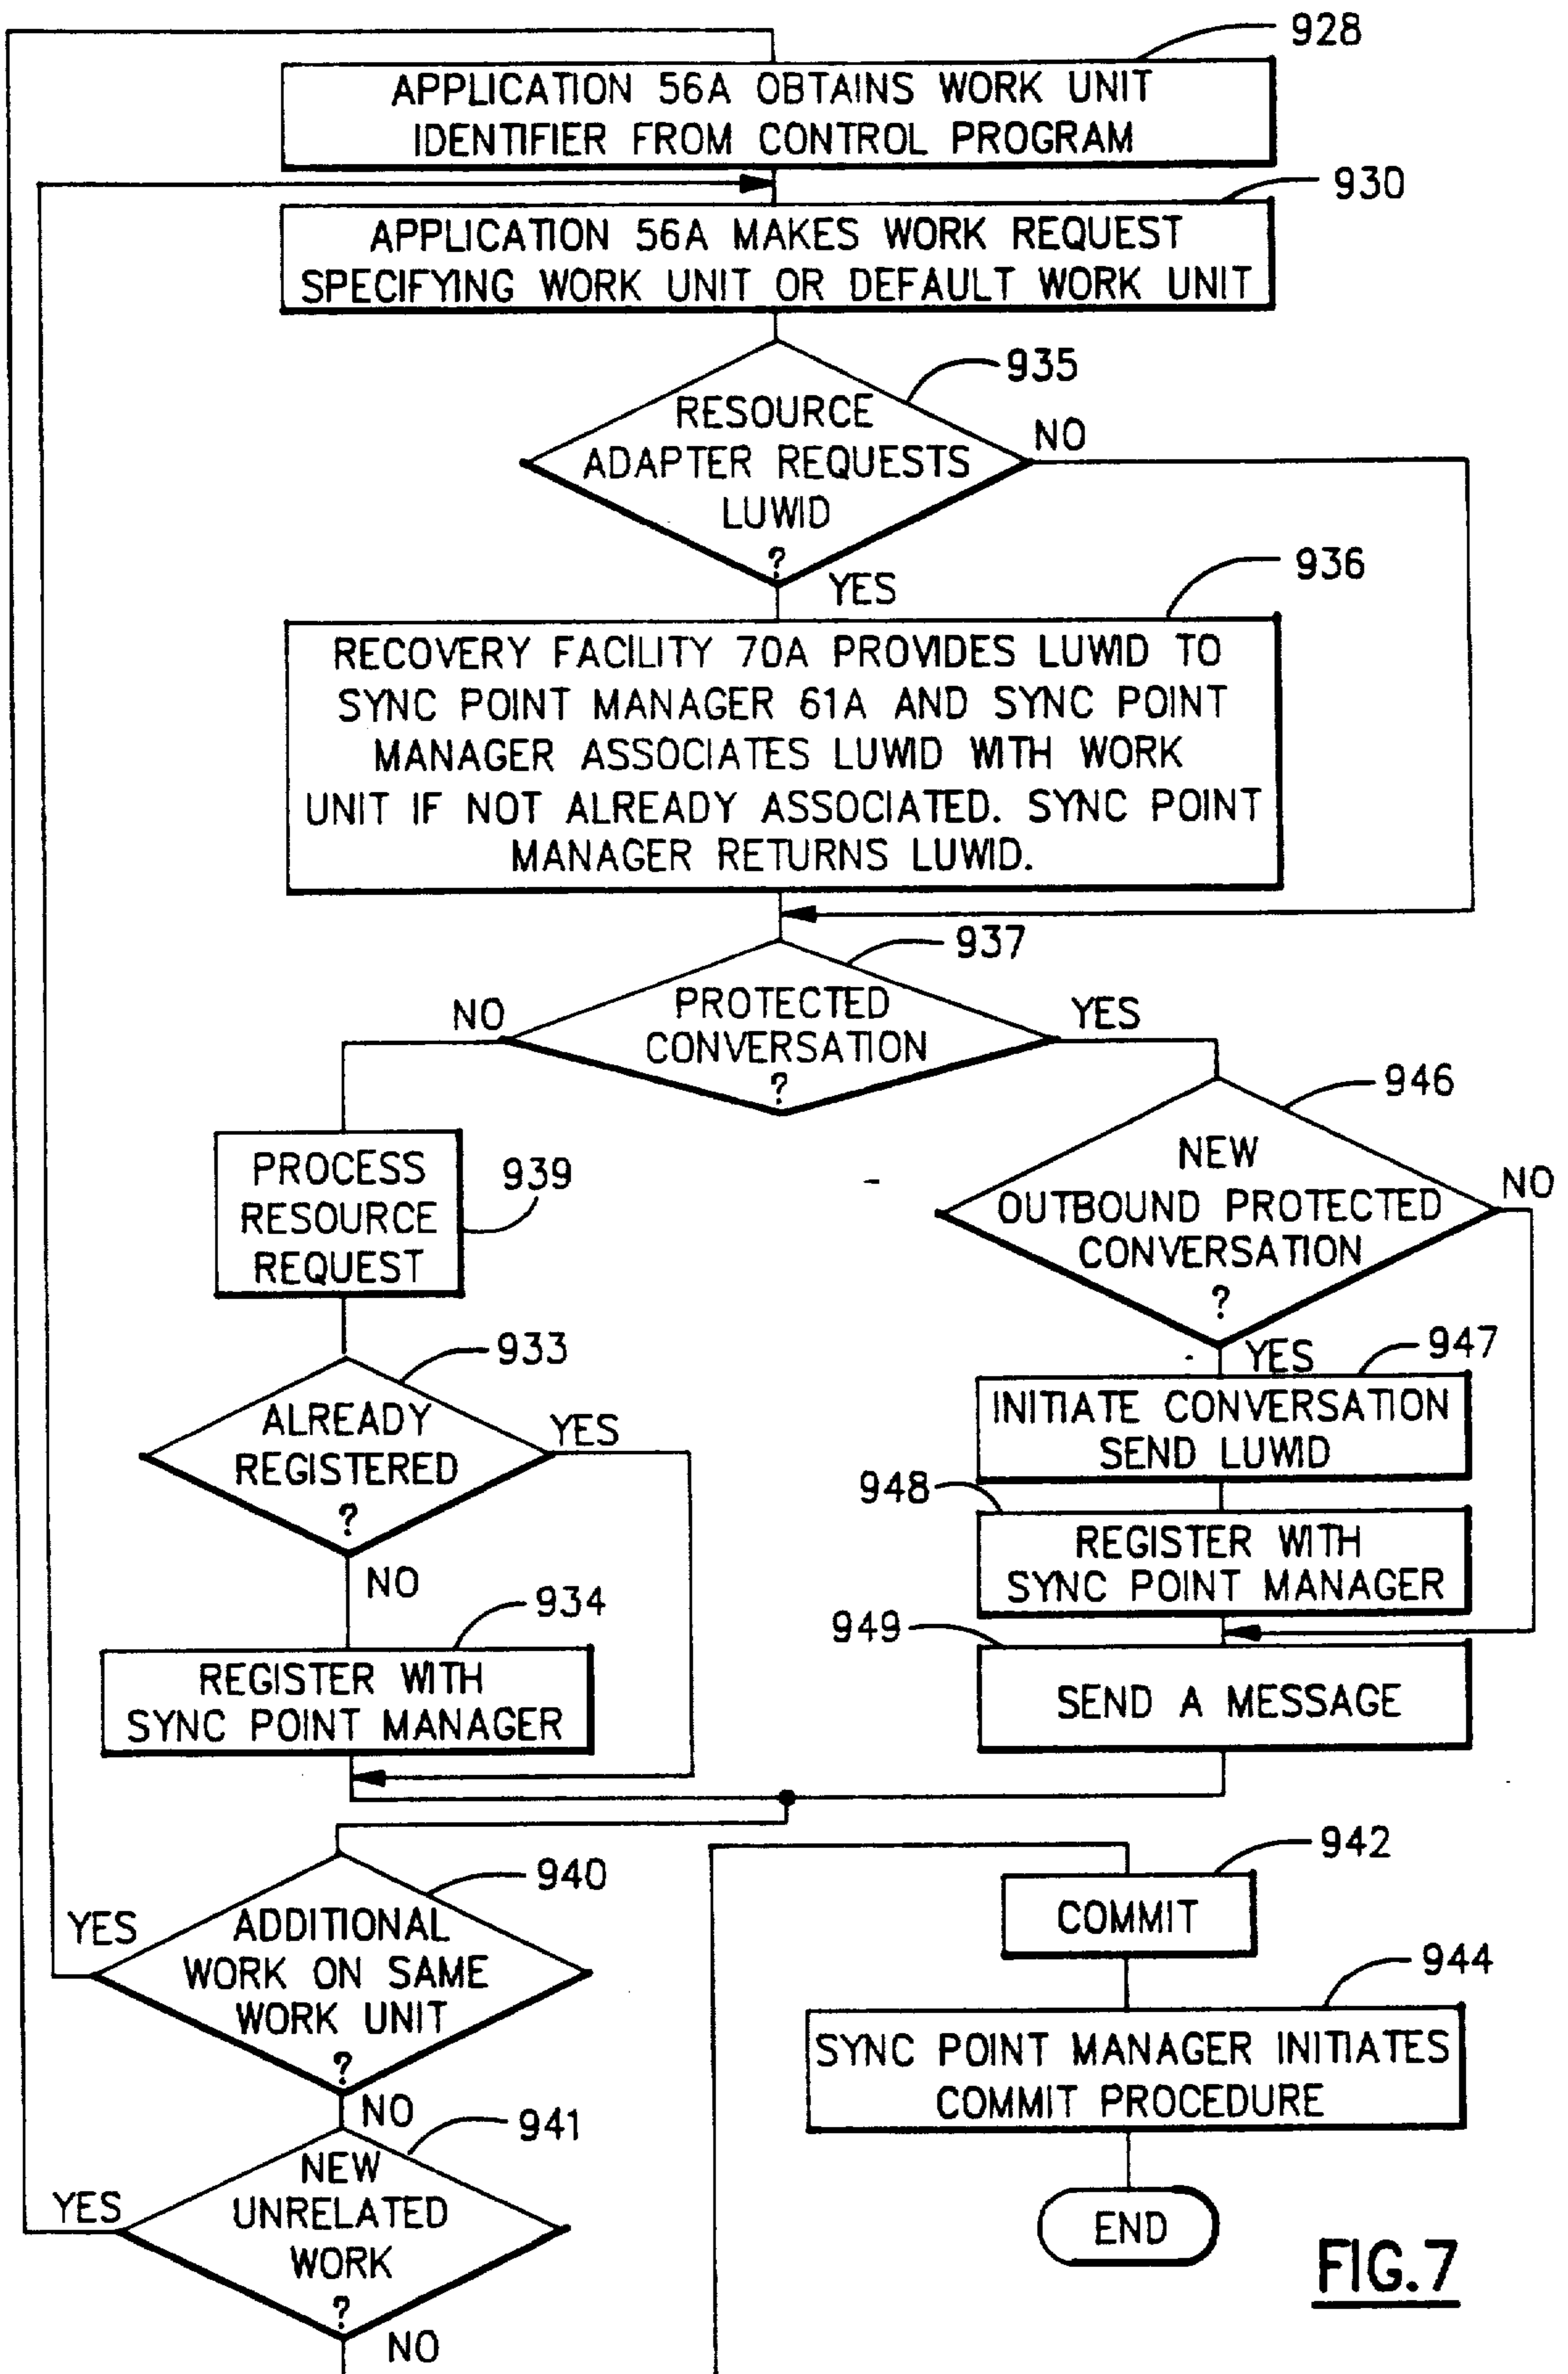 928
APPLICATION 56A OBTAINS WORK UNIT
IDENTIFIER FROM CONTROL PROGRAM
930
APPLICATION 56A MAKES WORK REQUEST
SPECIFYING WORK UNIT OR DEFAULT WORK UNIT
935
RESOURCE
ADAPTER REQUESTS
LUWID
?
NO
YES
936
RECOVERY FACILITY 70A PROVIDES LUWID TO
SYNC POINT MANAGER 61A AND SYNC POINT
MANAGER ASSOCIATES LUWID WITH WORK
UNIT IF NOT ALREADY ASSOCIATED. SYNC POINT
MANAGER RETURNS LUWID.
937
PROTECTED
CONVERSATION
?
NO
YES
946
NEW
OUTBOUND PROTECTED
CONVERSATION
?
NO
YES
PROCESS
RESOURCE
REQUEST
939
933
ALREADY
REGISTERED
?
YES
NO
947
INITIATE CONVERSATION
SEND LUWID
948
REGISTER WITH
SYNC POINT MANAGER
934
REGISTER WITH
SYNC POINT MANAGER
949
SEND A MESSAGE
940
ADDITIONAL
WORK ON SAME
WORK UNIT
?
YES
NO
942
COMMIT
944
SYNC POINT MANAGER INITIATES
COMMIT PROCEDURE
941
NEW
UNRELATED
WORK
?
YES
NO
END
FIG.7